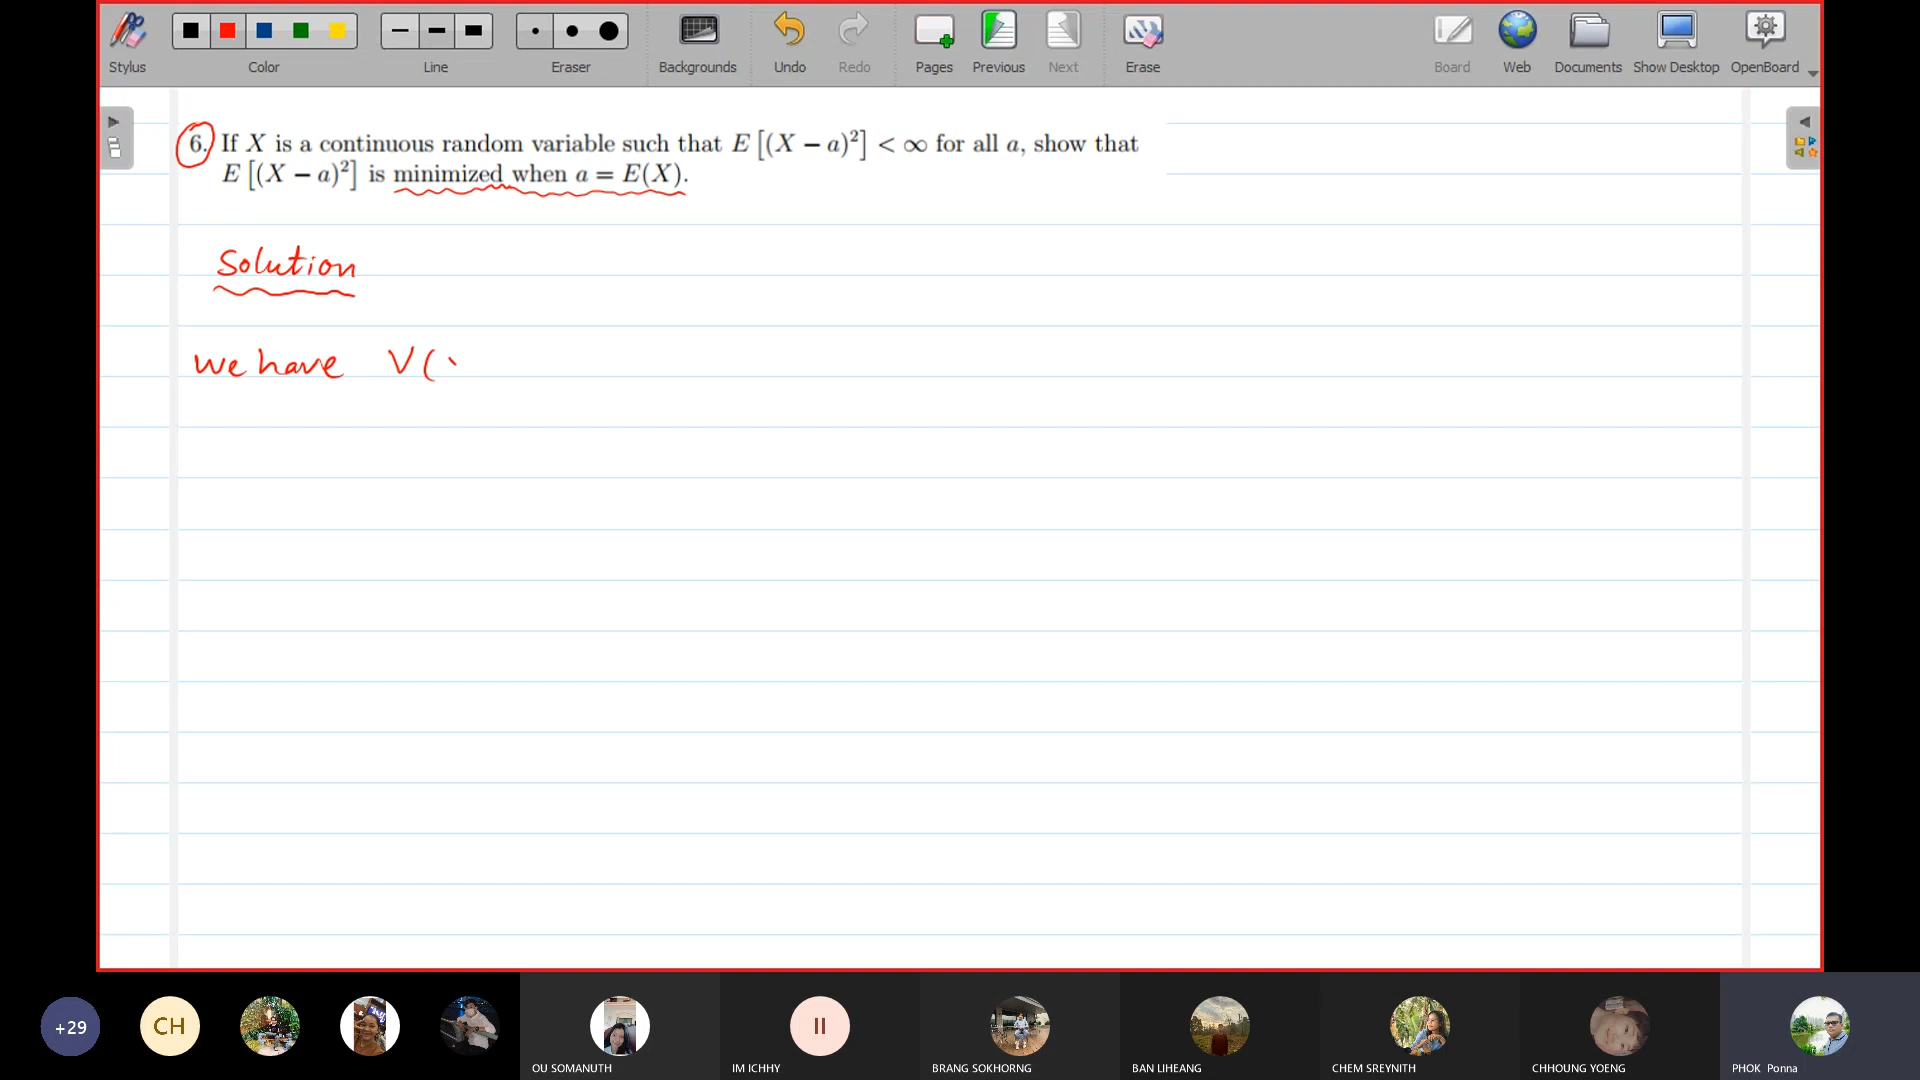 Stylus Color Line Eraser Backgrounds Undo Redo Pages Previous Next Erase Board Web Documents Show Desktop OpenBoard
6. If X is a continuous random variable such that E [(X − a)²] < ∞ for all a, show that
E [(X − a)²] is minimized when a = E(X).
Solution
We have V(
+29 CH II
OU SOMANUTH IM ICHHY BRANG SOKHORNG BAN LIHEANG CHEM SREYNITH CHHOUNG YOENG PHOK Ponna